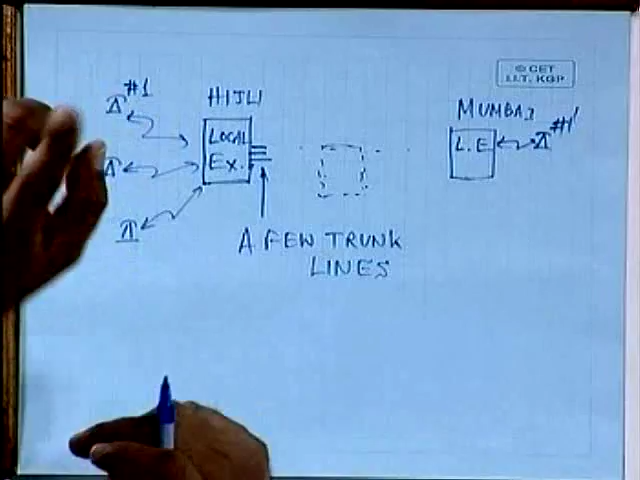 © CET
I.I.T. KGP
#1
HIJLI
LOCAL
EX.
MUMBAI
L.E
#1'
A FEW TRUNK
LINES